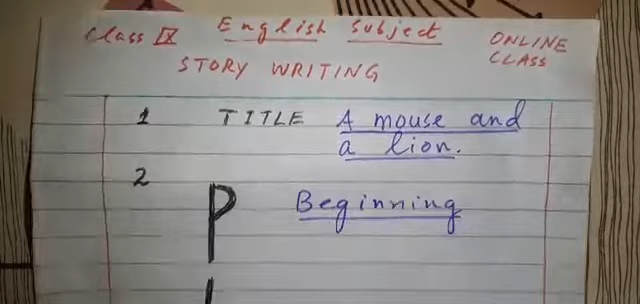 Class IX English Subject ONLINE CLASS
STORY WRITING
1 TITLE A mouse and
a lion.
2 P Beginning